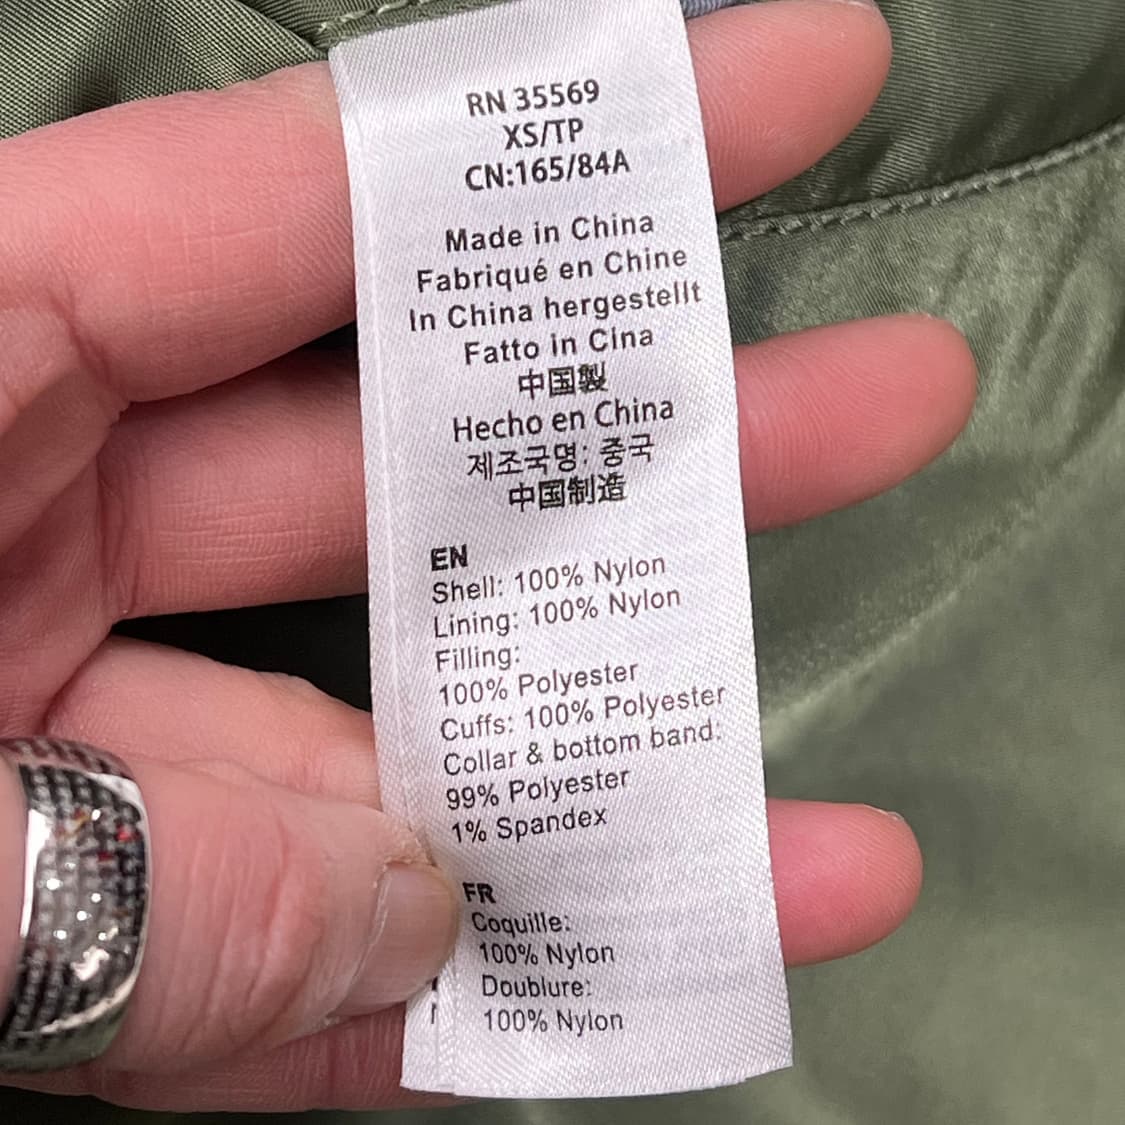 RN 35569
XS/TP
CN:165/84A
Made in China
Fabriqué en Chine
In China hergestellt
Fatto in Cina
中国製
Hecho en China
제조국명: 중국
中国制造
EN
Shell: 100% Nylon
Lining: 100% Nylon
Filling:
100% Polyester
Cuffs: 100% Polyester
Collar & bottom band:
99% Polyester
1% Spandex
FR
Coquille:
100% Nylon
Doublure:
100% Nylon